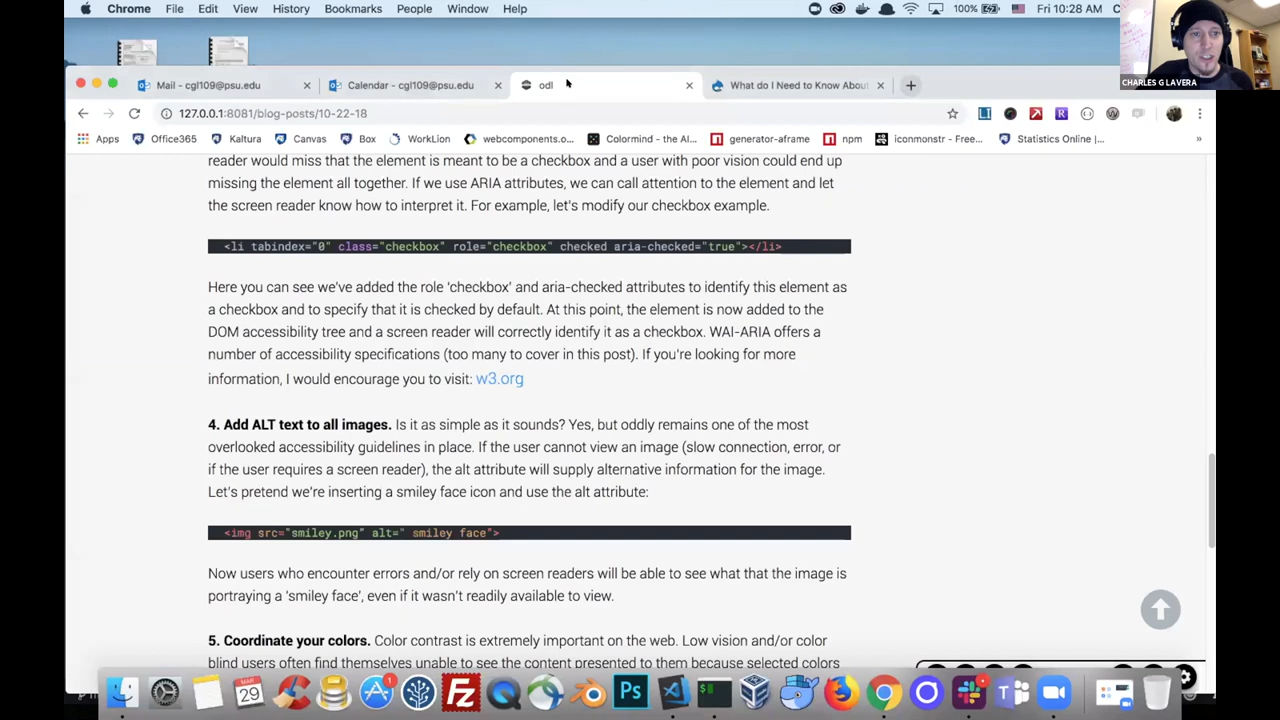 Chrome File Edit View History Bookmarks People Window Help 100% Fri 10:28 AM C
CHARLES G LAVERA
Mail - cgl109@psu.edu × Calendar - cgl109@psu.edu × odl × What do I Need to Know About × +
127.0.0.1:8081/blog-posts/10-22-18
Apps Office365 Kaltura Canvas Box WorkLion webcomponents.o... Colormind - the AI... generator-aframe npm iconmonstr - Free... Statistics Online |... »
reader would miss that the element is meant to be a checkbox and a user with poor vision could end up
missing the element all together. If we use ARIA attributes, we can call attention to the element and let
the screen reader know how to interpret it. For example, let's modify our checkbox example.
<li tabindex="0" class="checkbox" role="checkbox" checked aria-checked="true"></li>
Here you can see we've added the role 'checkbox' and aria-checked attributes to identify this element as
a checkbox and to specify that it is checked by default. At this point, the element is now added to the
DOM accessibility tree and a screen reader will correctly identify it as a checkbox. WAI-ARIA offers a
number of accessibility specifications (too many to cover in this post). If you're looking for more
information, I would encourage you to visit: w3.org
4. Add ALT text to all images. Is it as simple as it sounds? Yes, but oddly remains one of the most
overlooked accessibility guidelines in place. If the user cannot view an image (slow connection, error, or
if the user requires a screen reader), the alt attribute will supply alternative information for the image.
Let's pretend we're inserting a smiley face icon and use the alt attribute:
<img src="smiley.png" alt=" smiley face">
Now users who encounter errors and/or rely on screen readers will be able to see what that the image is
portraying a 'smiley face', even if it wasn't readily available to view.
5. Coordinate your colors. Color contrast is extremely important on the web. Low vision and/or color
blind users often find themselves unable to see the content presented to them because selected colors
MAR
29
1
Fz
Ps
$
T